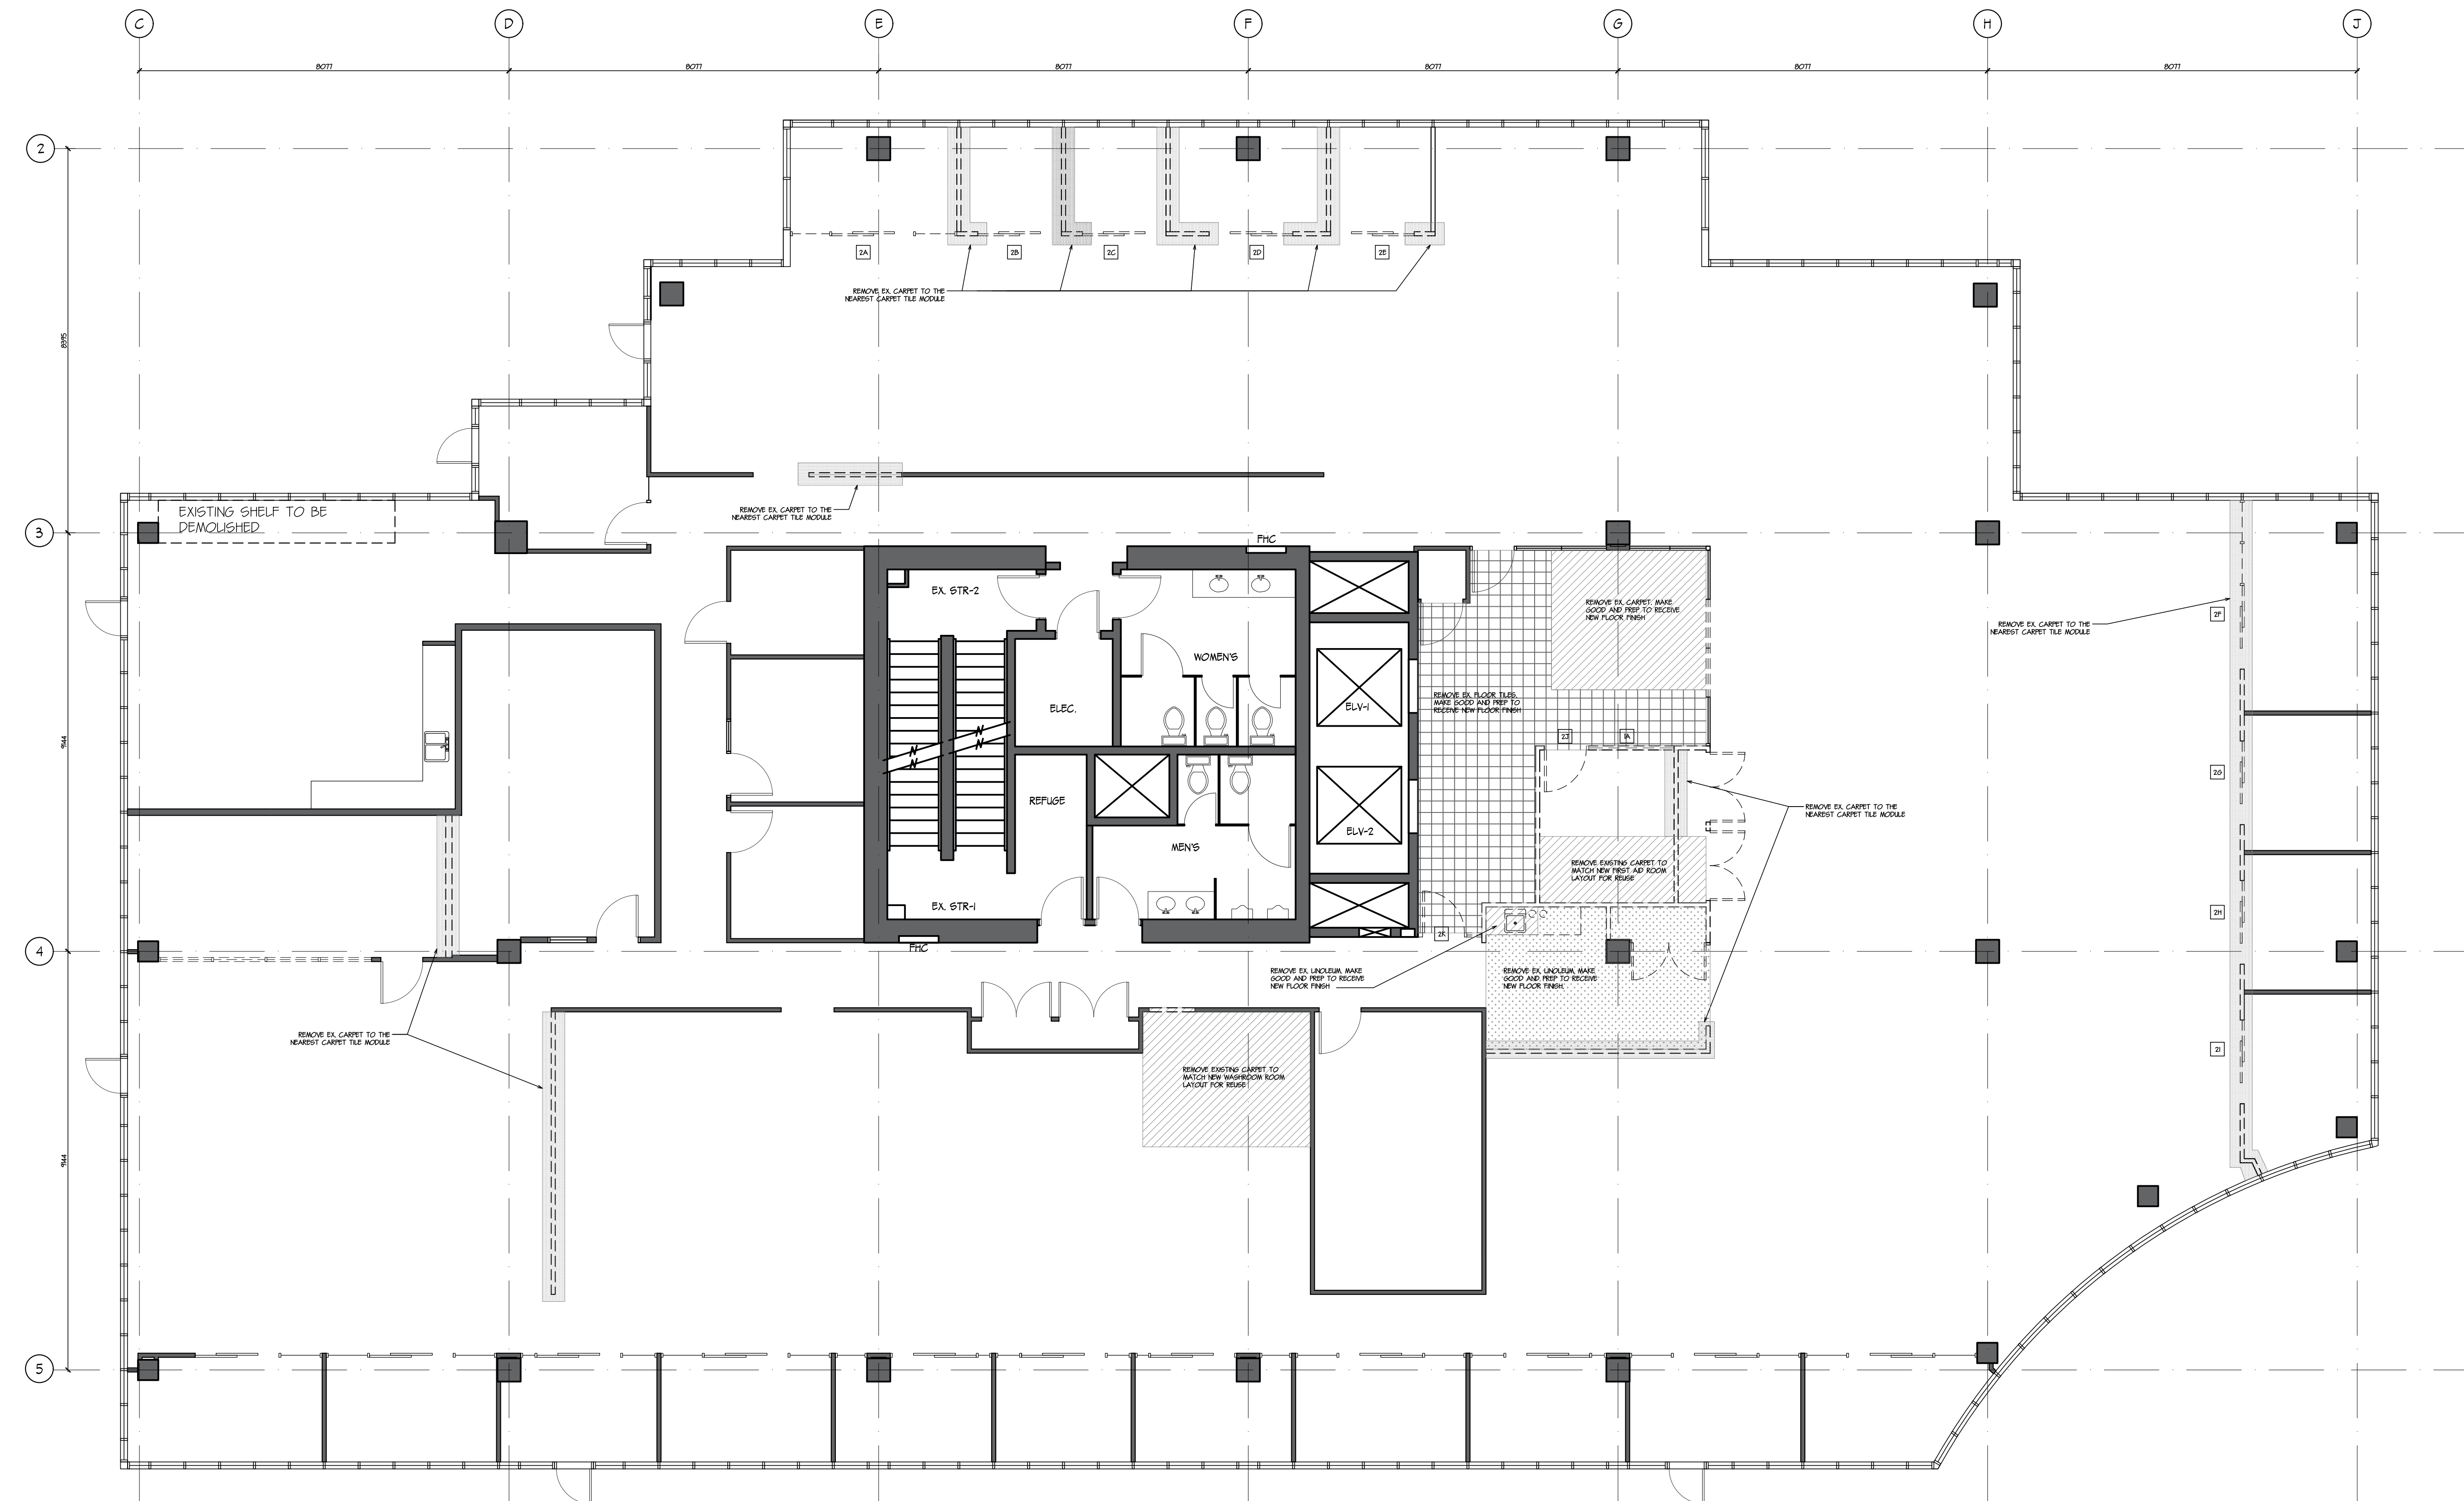 C
D
E
F
G
H
J
8077
8077
8077
8077
8077
8077
2
2A
2B
2C
2D
2E
REMOVE EX. CARPET TO THE
NEAREST CARPET TILE MODULE
8395
REMOVE EX. CARPET TO THE
NEAREST CARPET TILE MODULE
EXISTING SHELF TO BE
DEMOLISHED
3
FHC
EX. STR-2
WOMEN'S
ELEC.
ELV-1
REMOVE EX. CARPET. MAKE
GOOD AND PREP TO RECEIVE
NEW FLOOR FINISH
REMOVE EX. CARPET TO THE
NEAREST CARPET TILE MODULE
2F
REMOVE EX. FLOOR TILES.
MAKE GOOD AND PREP TO
RECEIVE NEW FLOOR FINISH
2J
1A
9144
2G
REFUGE
ELV-2
MEN'S
REMOVE EX. CARPET TO THE
NEAREST CARPET TILE MODULE
REMOVE EXISTING CARPET TO
MATCH NEW FIRST AID ROOM
LAYOUT FOR REUSE
EX. STR-1
2H
2K
4
FHC
REMOVE EX. LINOLEUM, MAKE
GOOD AND PREP TO RECEIVE
NEW FLOOR FINISH
REMOVE EX. LINOLEUM, MAKE
GOOD AND PREP TO RECEIVE
NEW FLOOR FINISH.
REMOVE EX. CARPET TO THE
NEAREST CARPET TILE MODULE
2I
REMOVE EXISTING CARPET TO
MATCH NEW WASHROOM ROOM
LAYOUT FOR REUSE
9144
5